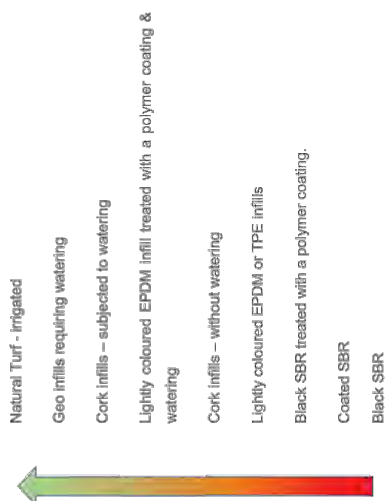 Natural Turf - irrigated
Geo infills requiring watering
Cork infills – subjected to watering
Lightly coloured EPDM infill treated with a polymer coating &
watering
Cork infills – without watering
Lightly coloured EPDM or TPE infills
Black SBR treated with a polymer coating.
Coated SBR
Black SBR